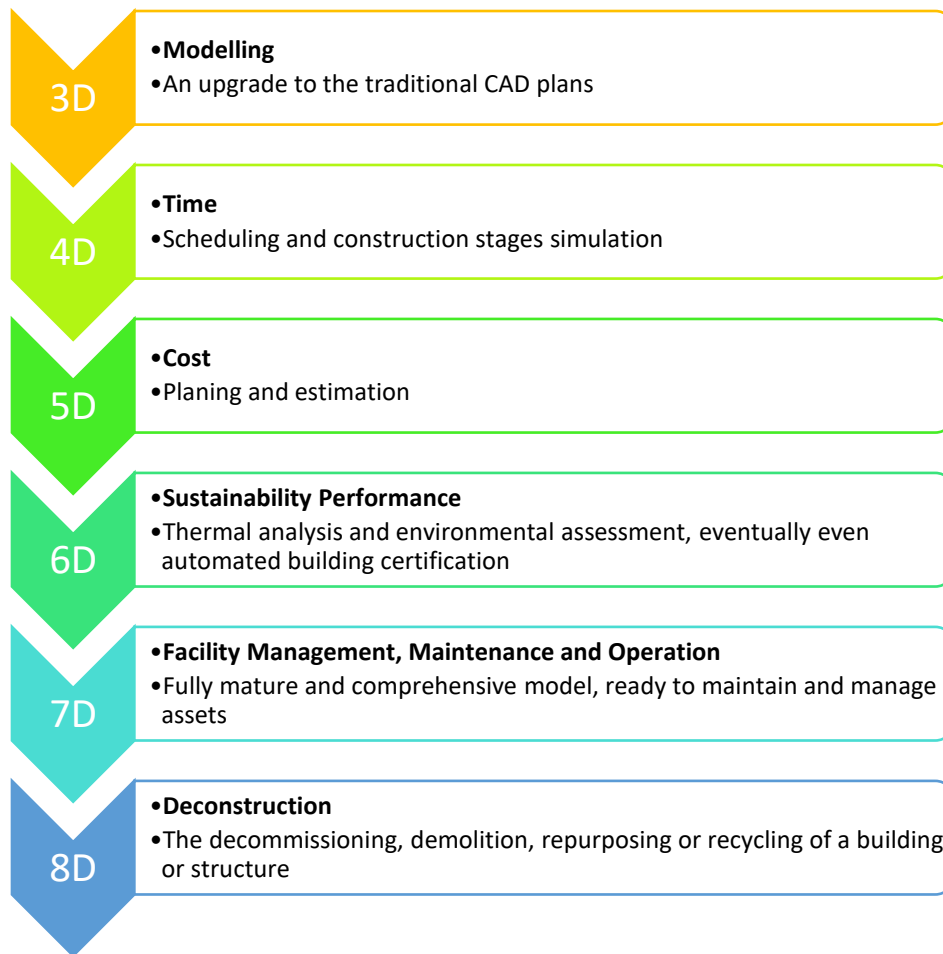 3D
•Modelling
•An upgrade to the traditional CAD plans
4D
•Time
•Scheduling and construction stages simulation
5D
•Cost
•Planing and estimation
6D
•Sustainability Performance
•Thermal analysis and environmental assessment, eventually even
automated building certification
7D
•Facility Management, Maintenance and Operation
•Fully mature and comprehensive model, ready to maintain and manage
assets
8D
•Deconstruction
•The decommissioning, demolition, repurposing or recycling of a building
or structure